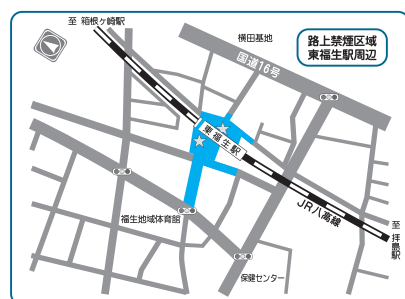 至 箱根ヶ崎駅
横田基地
路上禁煙区域
東福生駅周辺
国道16号
東福生駅
JR八高線
福生地域体育館
至 拝島駅
保健センター